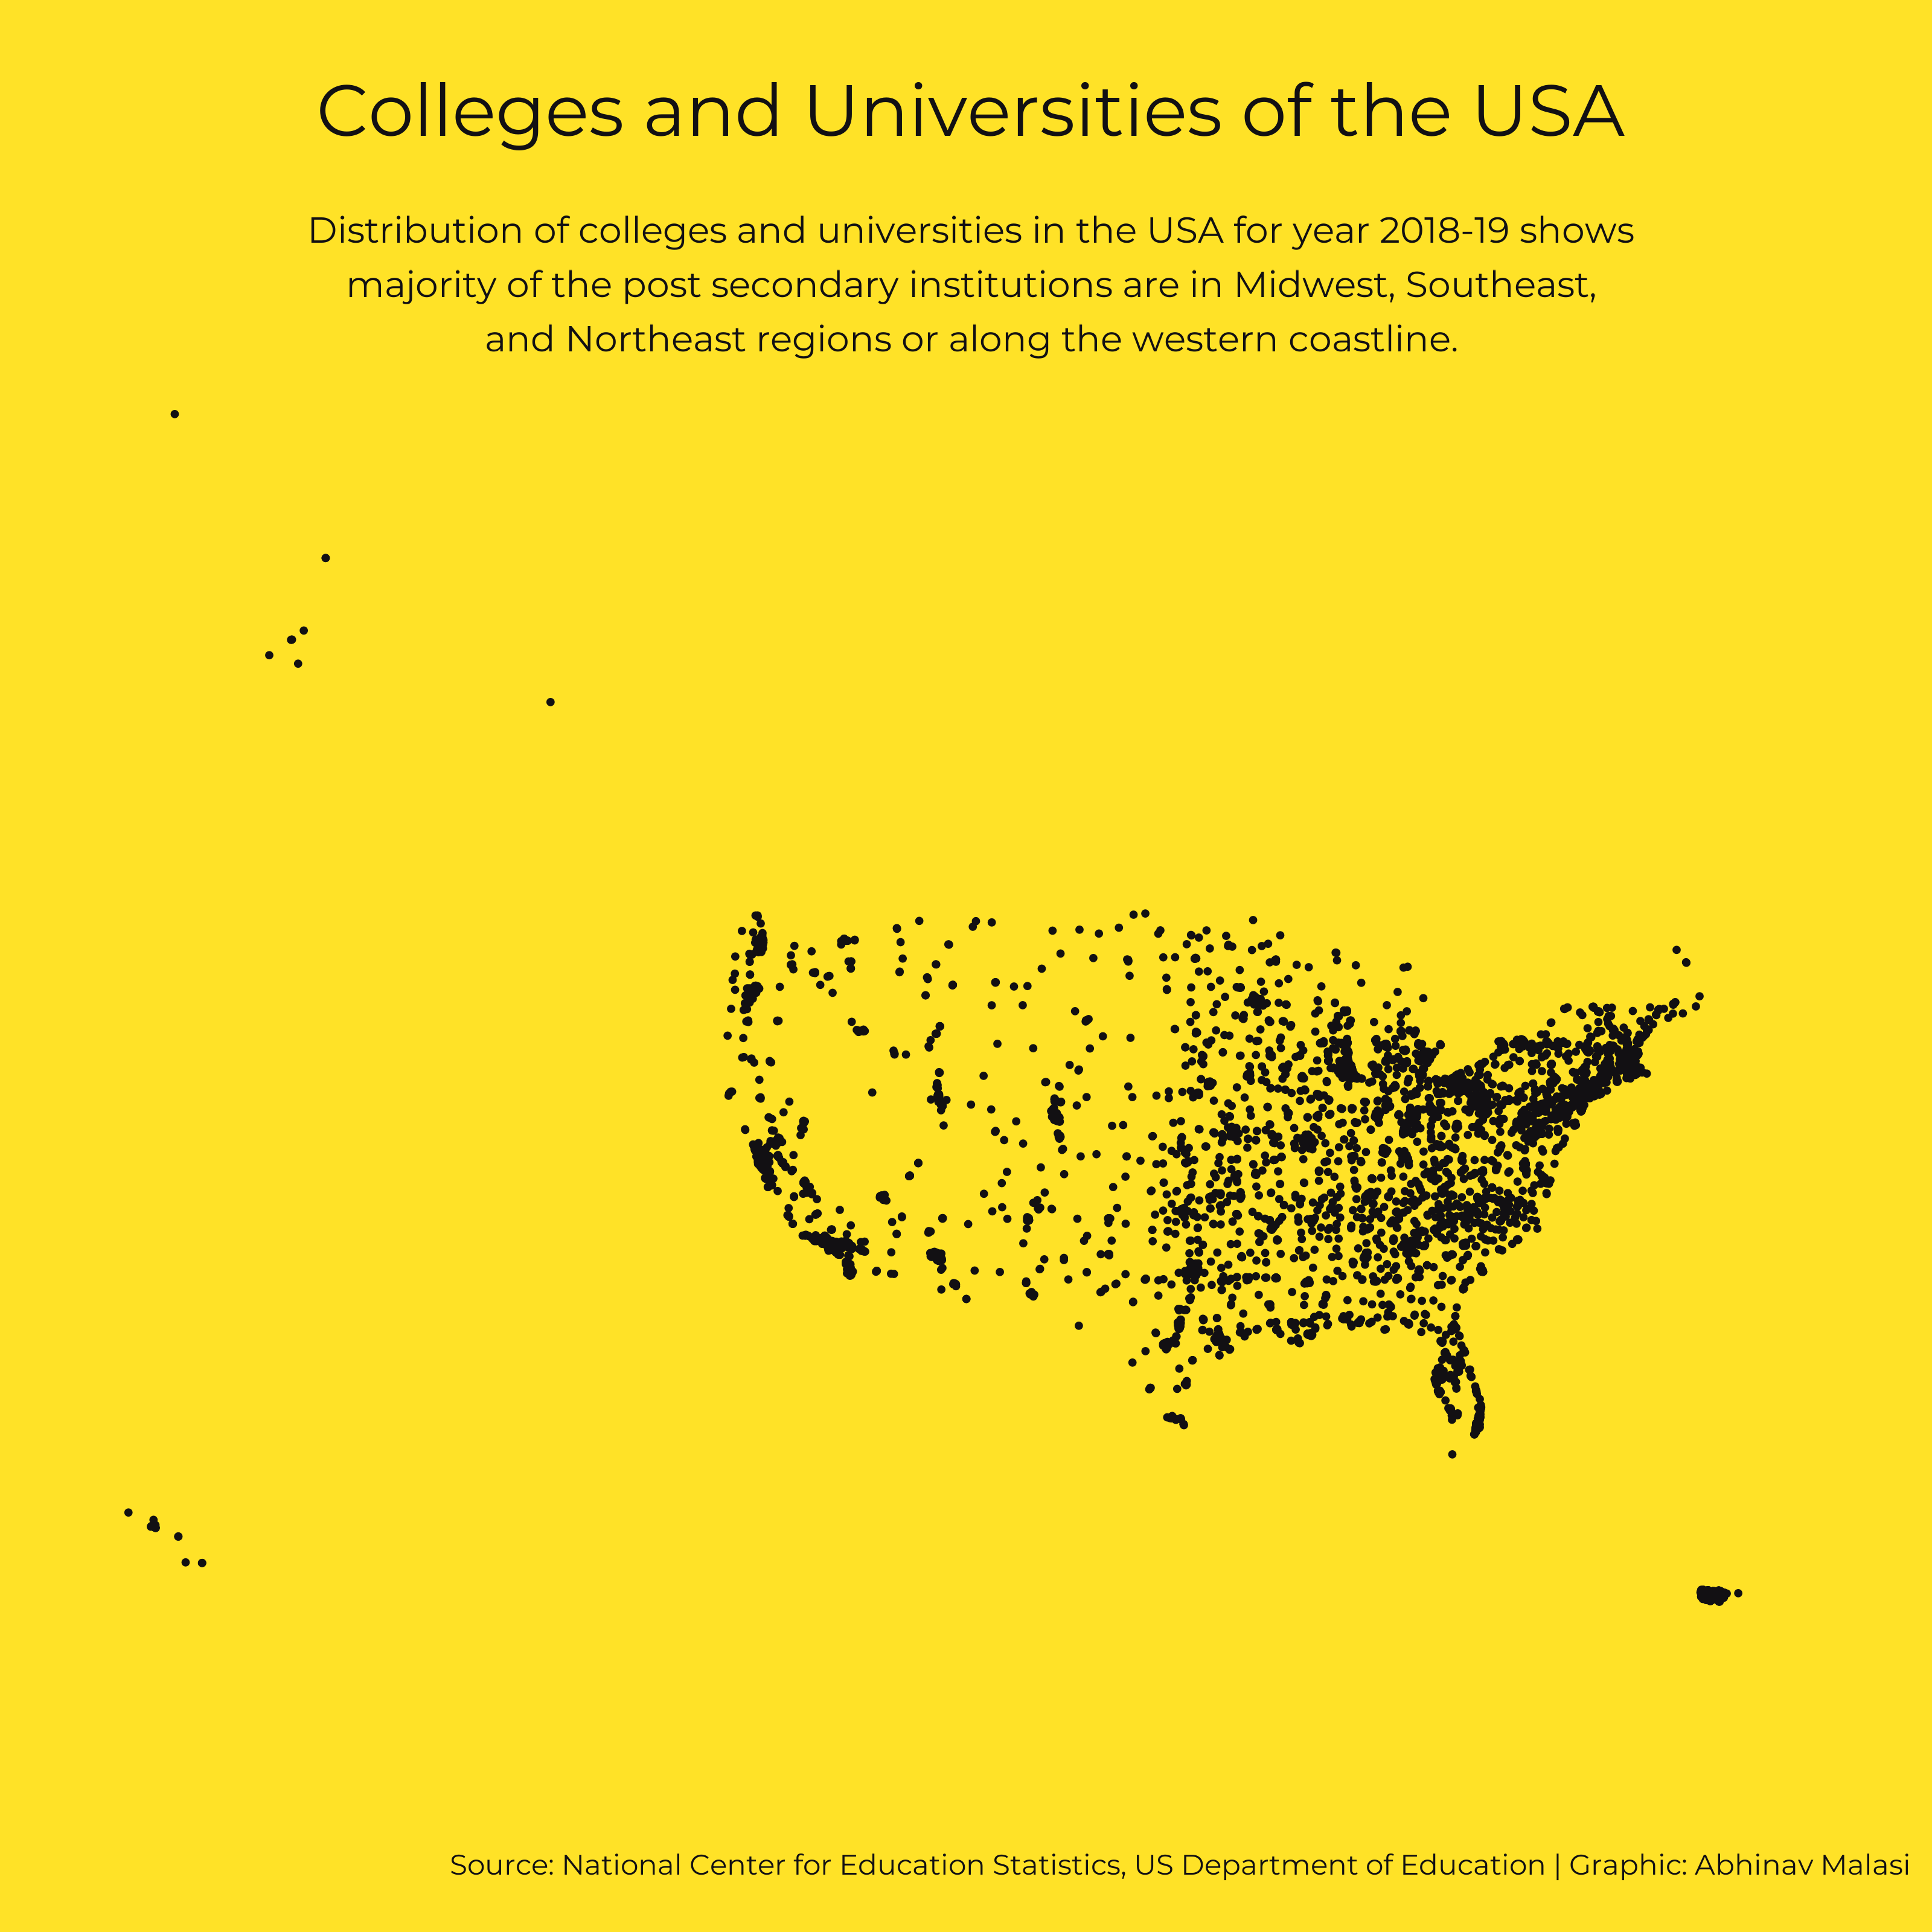 Colleges and Universities of the USA
Distribution of colleges and universities in the USA for year 2018-19 shows
majority of the post secondary institutions are in Midwest, Southeast,
and Northeast regions or along the western coastline.
Source: National Center for Education Statistics, US Department of Education | Graphic: Abhinav Malasi